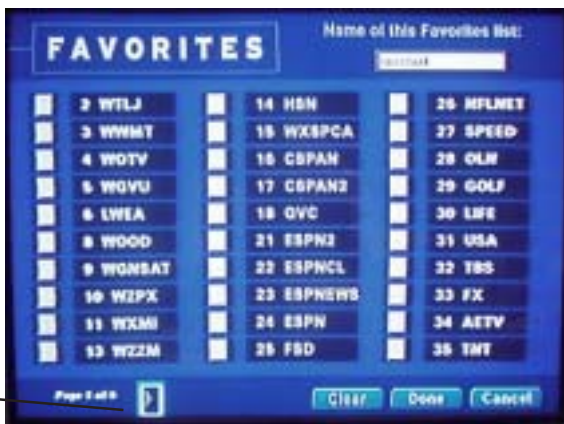 FAVORITES
Name of this Favorites list:
2 WTLJ
3 WWMT
4 WOTV
5 WGVU
6 LWEA
8 WOOD
9 WGNSAT
10 WZPX
11 WXMI
13 WZZM
14 HSN
15 WXSPCA
16 CSPAN
17 CSPAN2
18 QVC
21 ESPN2
22 ESPNCL
23 ESPNEWS
24 ESPN
25 FSD
26 NFLNET
27 SPEED
28 OLN
29 GOLF
30 LIFE
31 USA
32 TBS
33 FX
34 AETV
35 TNT
Page of
Clear
Done
Cancel